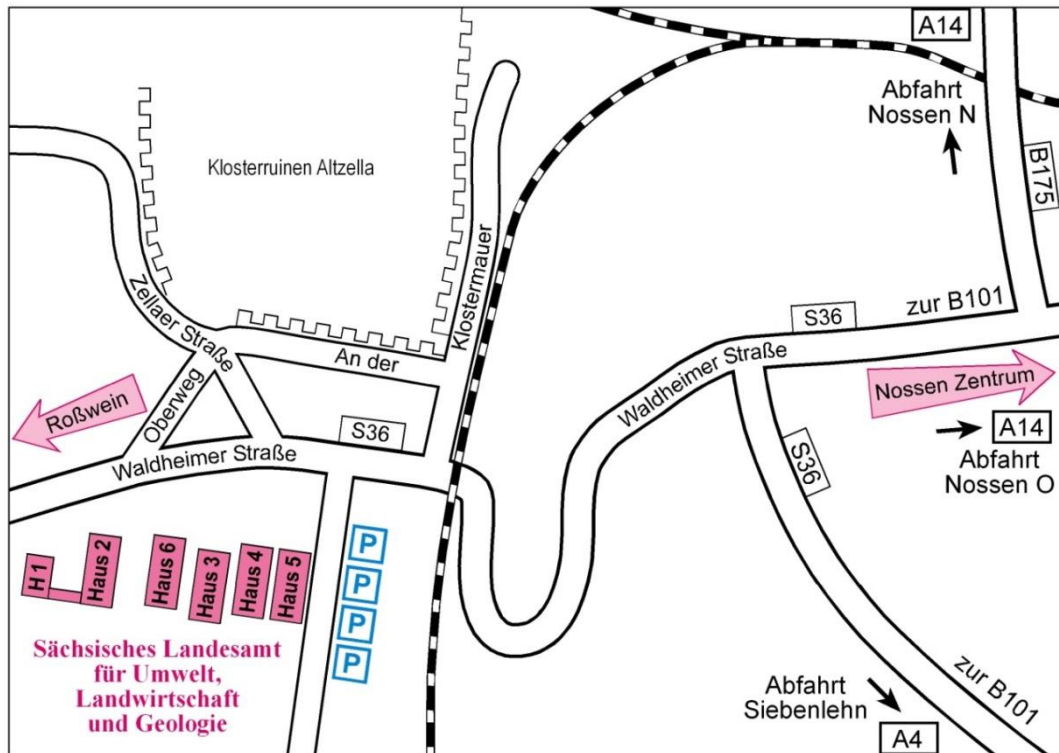 A14
Abfahrt
Nossen N
B175
Klosterruinen Altzella
Klostermauer
Zellaer Straße
An der
S36
zur B101
Waldheimer Straße
Nossen Zentrum
Roßwein
Oberweg
S36
Waldheimer Straße
A14
Abfahrt
Nossen O
S36
H1
Haus 2
Haus 6
Haus 3
Haus 4
Haus 5
P
P
P
P
Sächsisches Landesamt
für Umwelt,
Landwirtschaft
und Geologie
zur B101
Abfahrt
Siebenlehn
A4